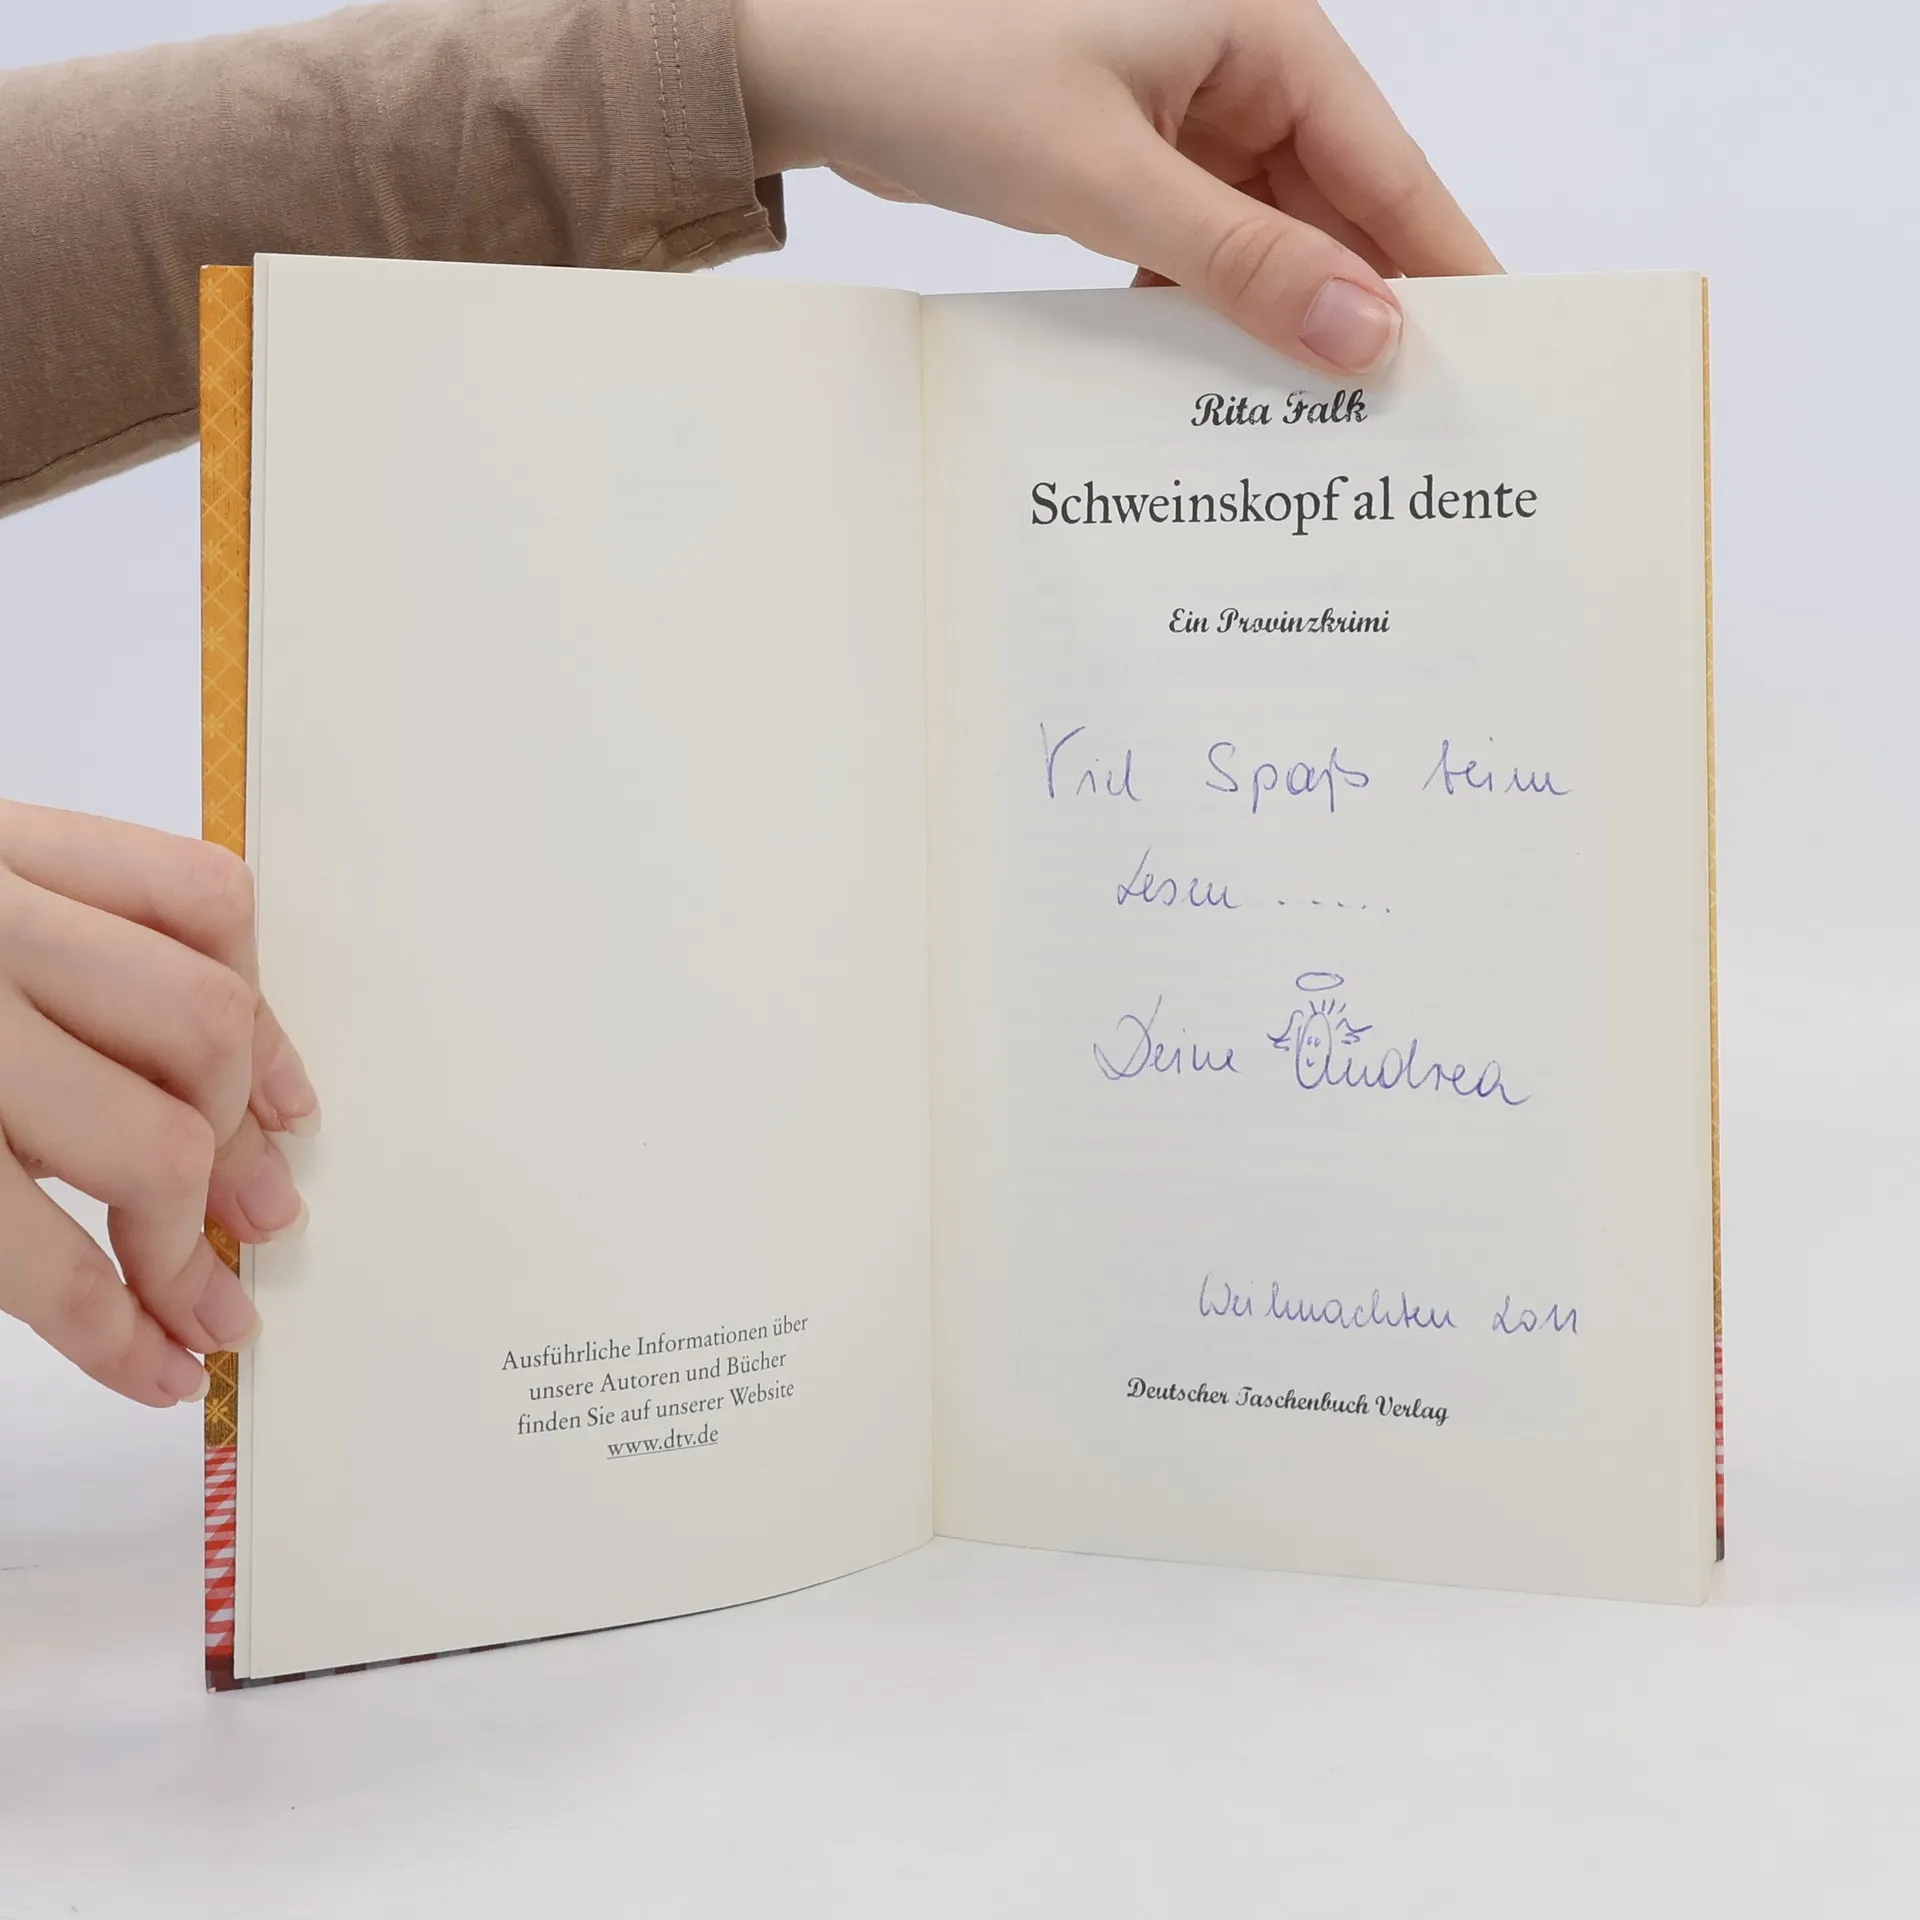 Ausführliche Informationen über
unsere Autoren und Bücher
finden Sie auf unserer Website
www.dtv.de
Rita Falk
Schweinskopf al dente
Ein Provinzkrimi
Viel Spaß beim
Lesen .....
Deine Andrea
Weihnachten 2011
Deutscher Taschenbuch Verlag